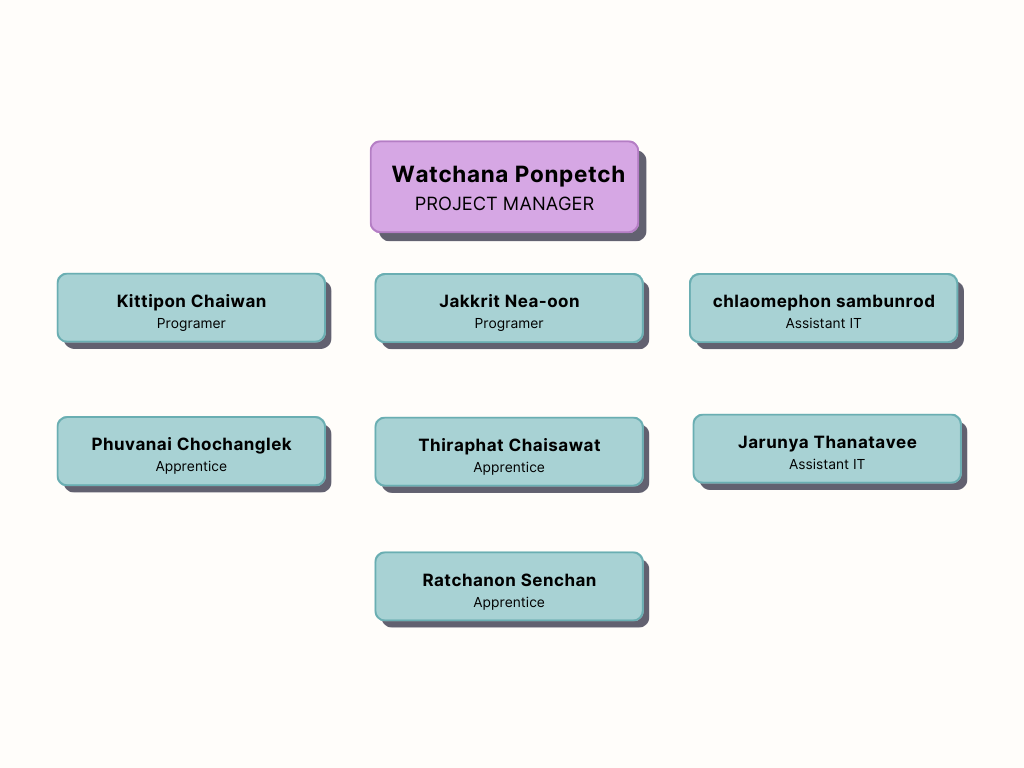 Watchana Ponpetch
PROJECT MANAGER
Kittipon Chaiwan
Programer
Jakkrit Nea-oon
Programer
chlaomephon sambunrod
Assistant IT
Phuvanai Chochanglek
Apprentice
Thiraphat Chaisawat
Apprentice
Jarunya Thanatavee
Assistant IT
Ratchanon Senchan
Apprentice